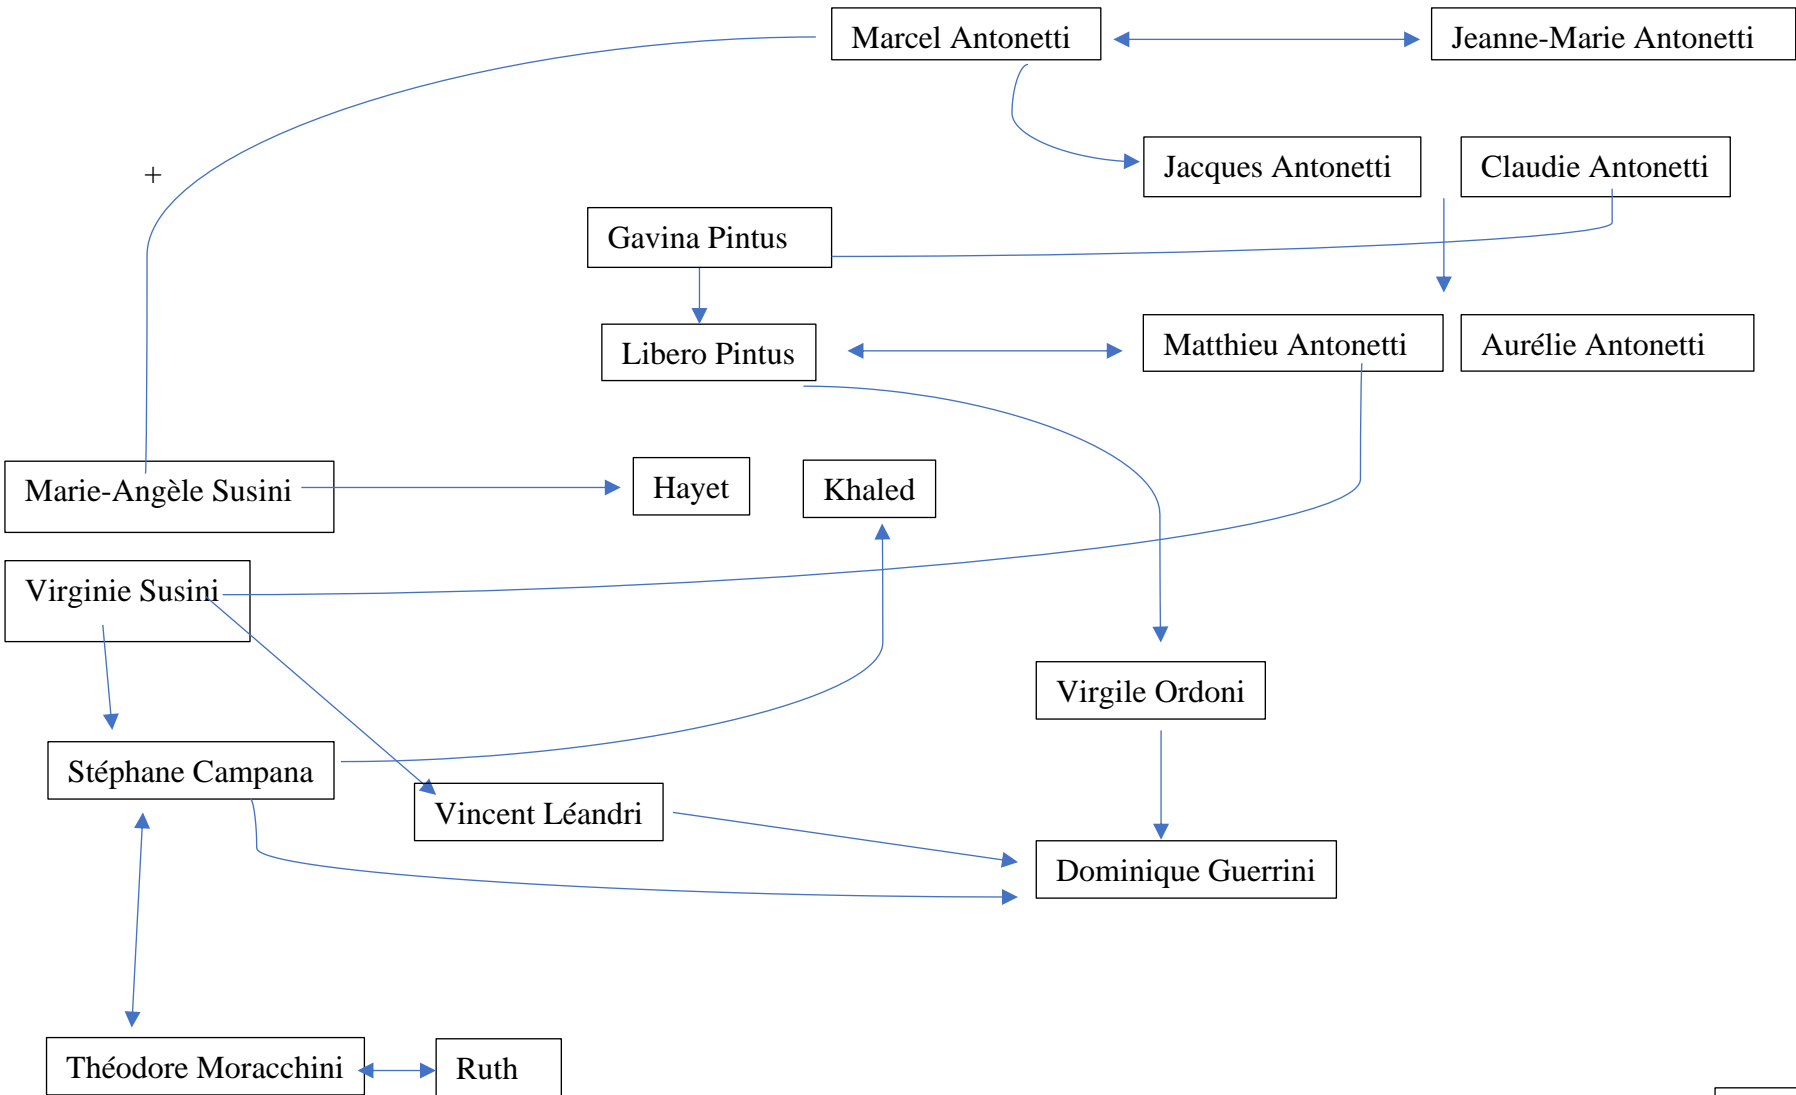 Marcel Antonetti
Jeanne-Marie Antonetti
Jacques Antonetti
Claudie Antonetti
+
Gavina Pintus
Libero Pintus
Matthieu Antonetti
Aurélie Antonetti
Marie-Angèle Susini
Hayet
Khaled
Virginie Susini
Virgile Ordoni
Stéphane Campana
Vincent Léandri
Dominique Guerrini
Théodore Moracchini
Ruth